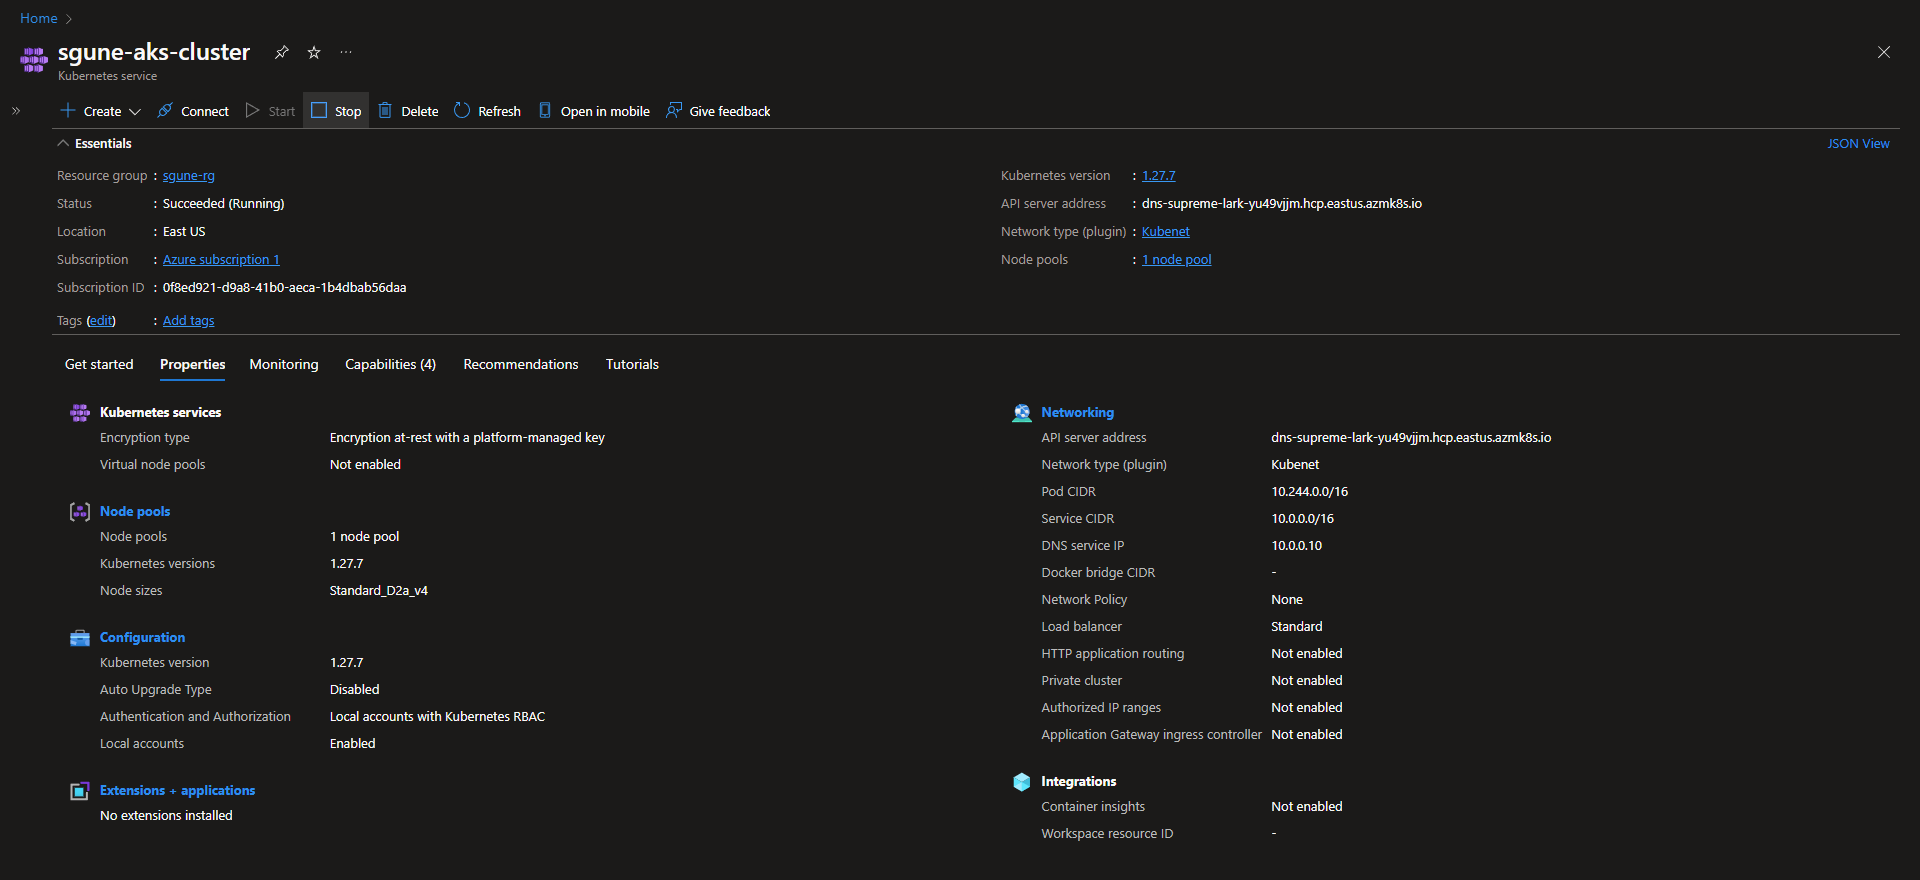 Home >
sgune-aks-cluster ...
Kubernetes service
Create Connect Start Stop Delete Refresh Open in mobile Give feedback
Essentials JSON View
Resource group : sgune-rg
Status : Succeeded (Running)
Location : East US
Subscription : Azure subscription 1
Subscription ID : 0f8ed921-d9a8-41b0-aeca-1b4dbab56daa
Tags (edit) : Add tags
Kubernetes version : 1.27.7
API server address : dns-supreme-lark-yu49vjjm.hcp.eastus.azmk8s.io
Network type (plugin) : Kubenet
Node pools : 1 node pool
Get started Properties Monitoring Capabilities (4) Recommendations Tutorials
Kubernetes services
Encryption type Encryption at-rest with a platform-managed key
Virtual node pools Not enabled
Node pools
Node pools 1 node pool
Kubernetes versions 1.27.7
Node sizes Standard_D2a_v4
Configuration
Kubernetes version 1.27.7
Auto Upgrade Type Disabled
Authentication and Authorization Local accounts with Kubernetes RBAC
Local accounts Enabled
Extensions + applications
No extensions installed
Networking
API server address dns-supreme-lark-yu49vjjm.hcp.eastus.azmk8s.io
Network type (plugin) Kubenet
Pod CIDR 10.244.0.0/16
Service CIDR 10.0.0.0/16
DNS service IP 10.0.0.10
Docker bridge CIDR -
Network Policy None
Load balancer Standard
HTTP application routing Not enabled
Private cluster Not enabled
Authorized IP ranges Not enabled
Application Gateway ingress controller Not enabled
Integrations
Container insights Not enabled
Workspace resource ID -